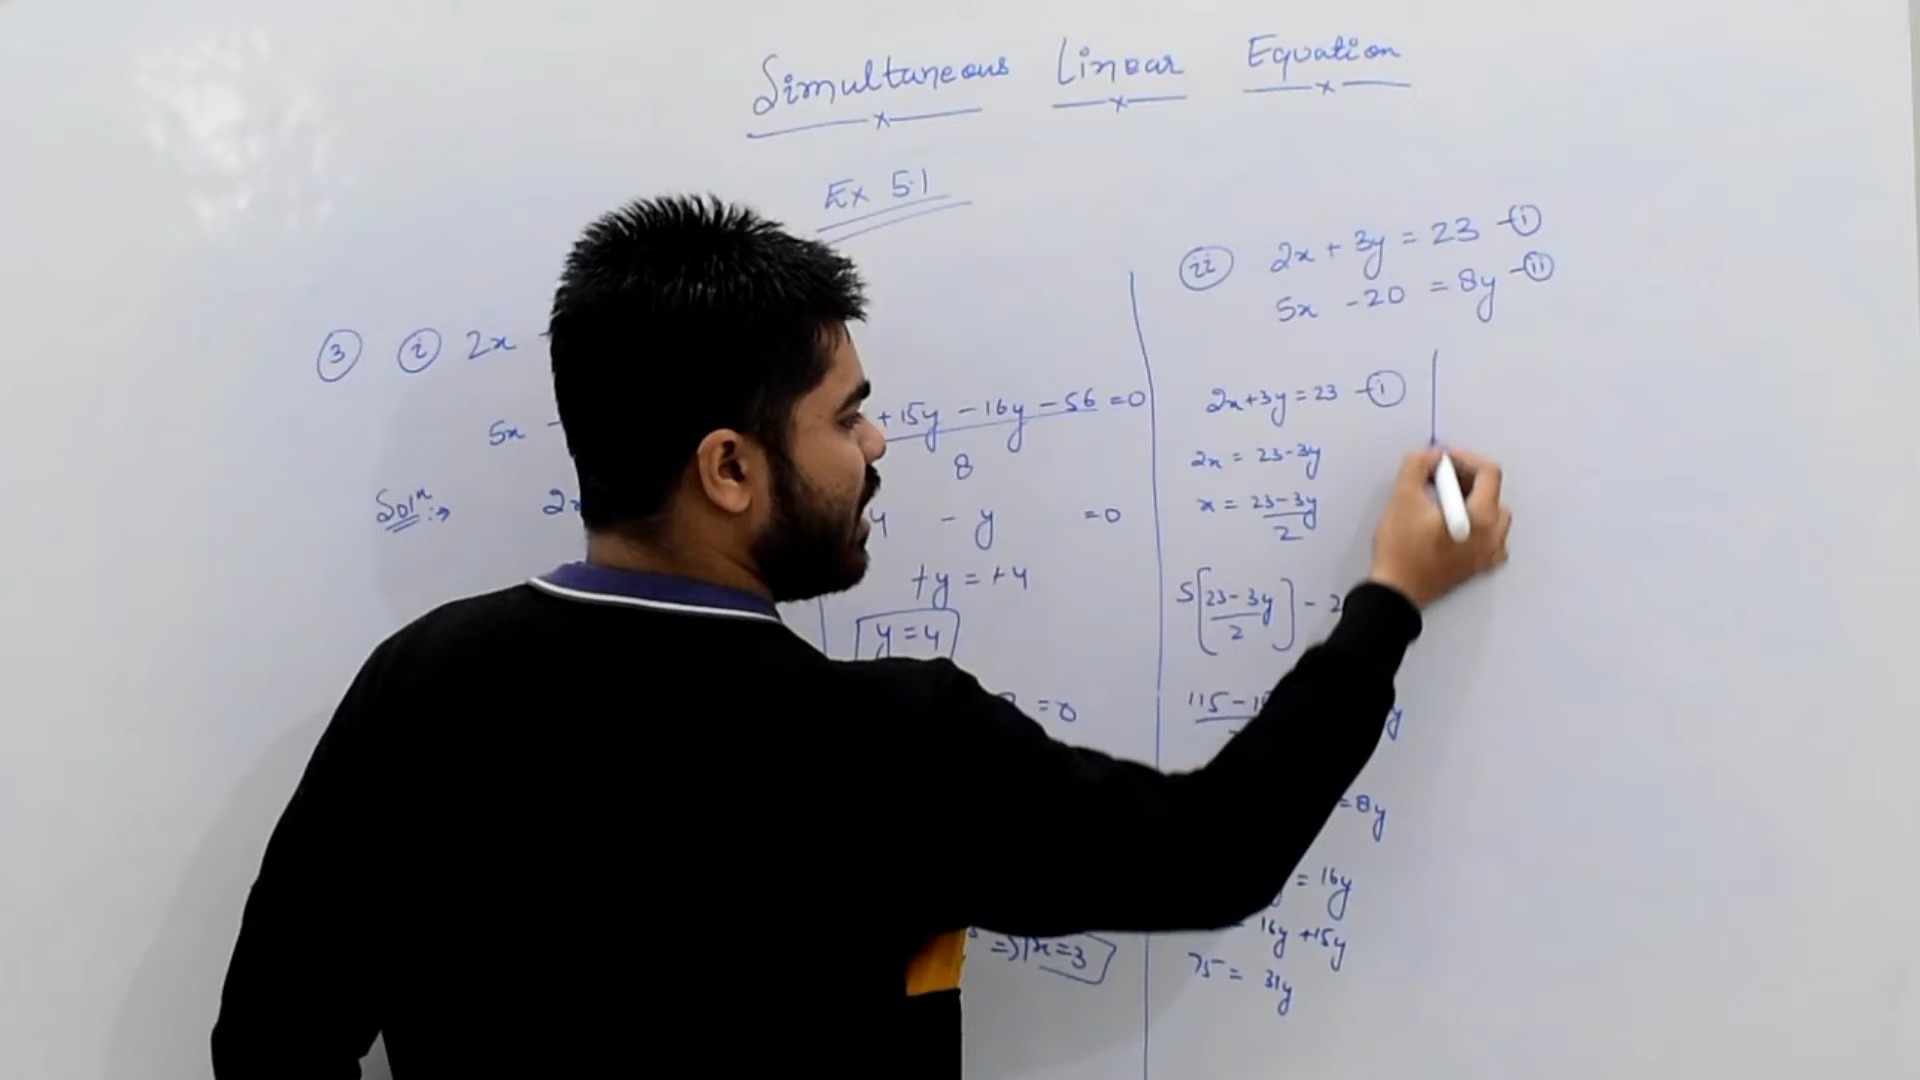 Simultaneous Linear Equation
Ex 5.1
3 i 2x
5x -
Solⁿ :→ 2x
+ 15y - 16y - 56 = 0
8
4 - y = 0
+y = +4
y = 4
= 0
=> x = 3
ii 2x + 3y = 23 - i
5x - 20 = 8y - ii
2x + 3y = 23 - i
2x = 23 - 3y
x = 23 - 3y
2
5[23 - 3y] - 2
2
115 - 1
y
= 8y
= 16y
16y + 15y
75 = 31y